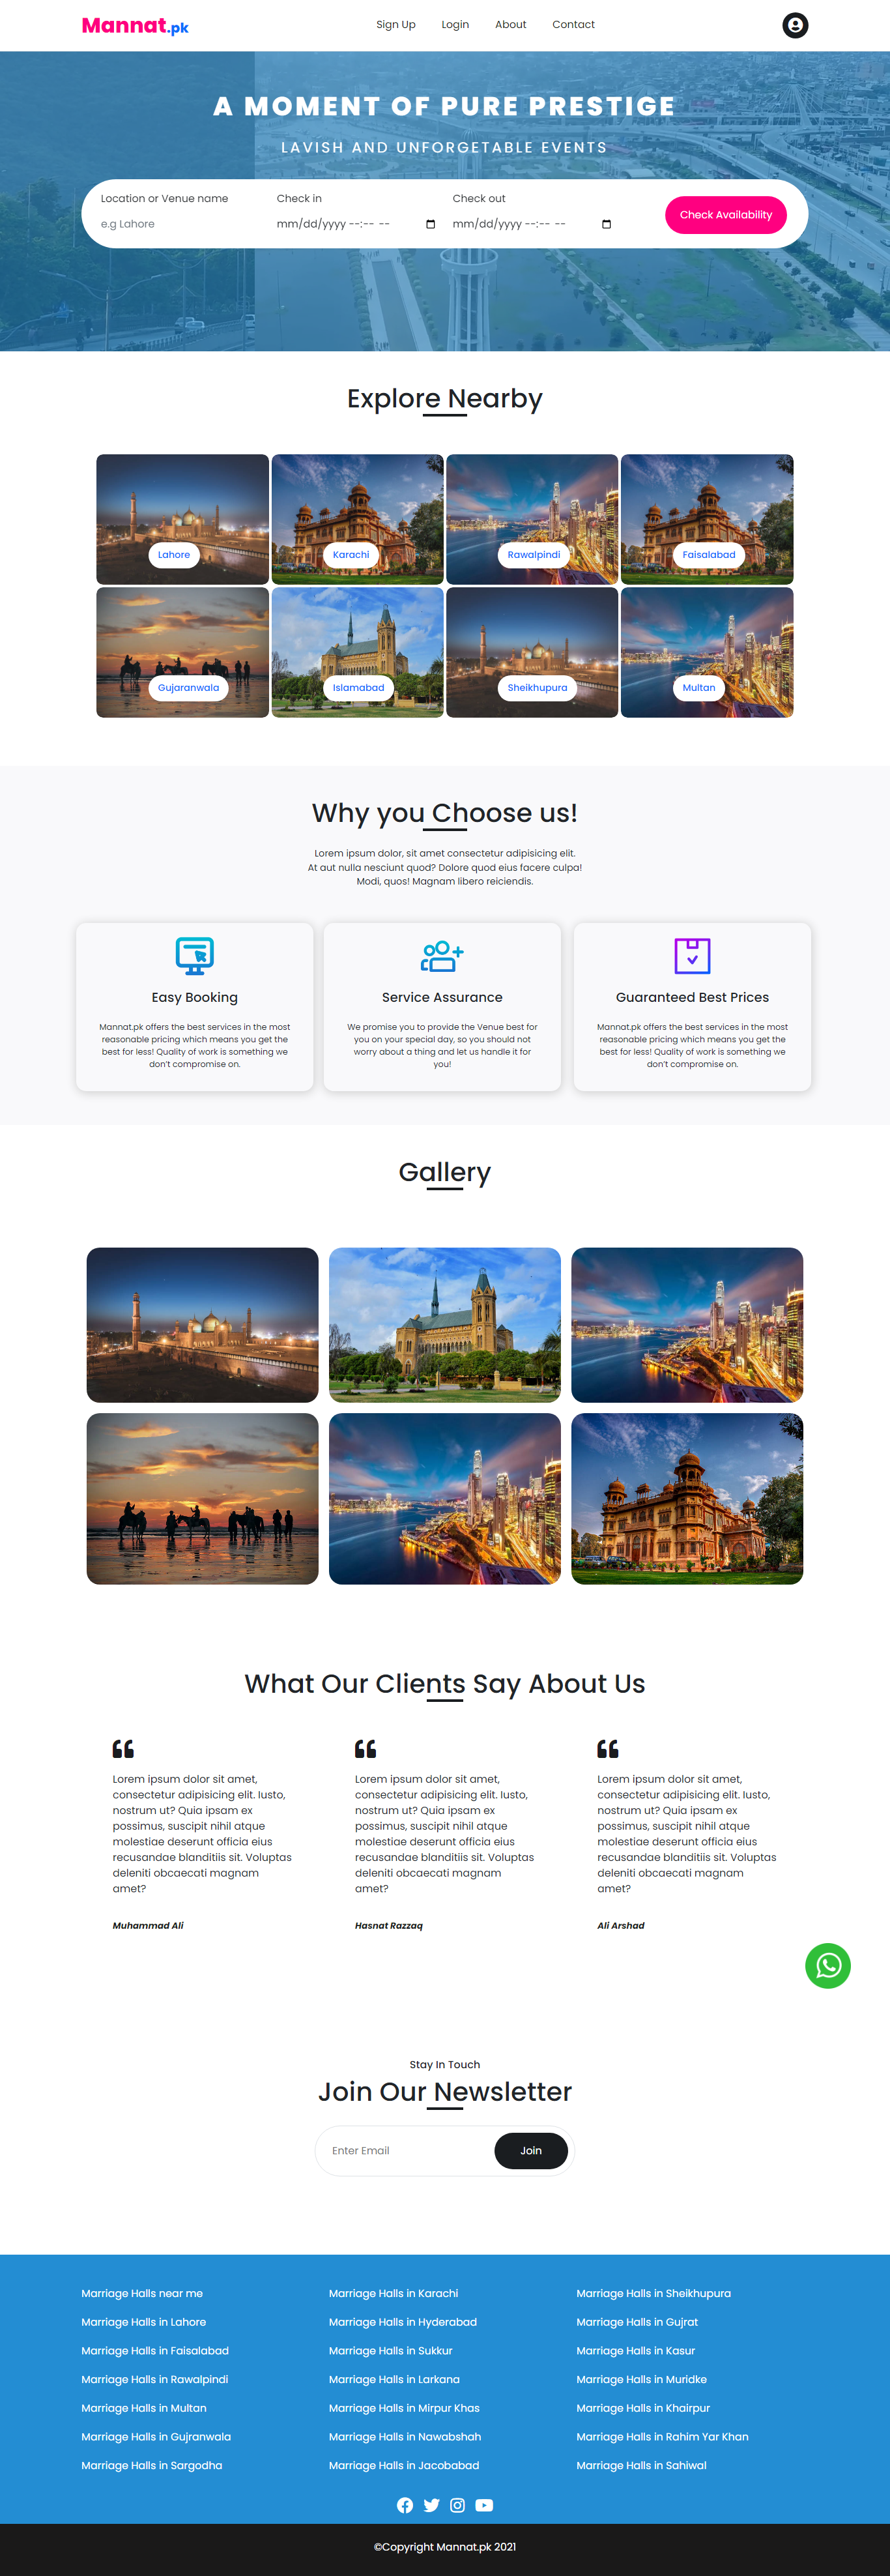 Mannat.pk
Sign Up Login About Contact
A MOMENT OF PURE PRESTIGE
LAVISH AND UNFORGETABLE EVENTS
Location or Venue name Check in Check out
e.g Lahore mm/dd/yyyy --:-- -- mm/dd/yyyy --:-- --
Check Availability
Explore Nearby
Lahore Karachi Rawalpindi Faisalabad
Gujaranwala Islamabad Sheikhupura Multan
Why you Choose us!
Lorem ipsum dolor, sit amet consectetur adipisicing elit.
At aut nulla nesciunt quod? Dolore quod eius facere culpa!
Modi, quos! Magnam libero reiciendis.
Easy Booking
Mannat.pk offers the best services in the most
reasonable pricing which means you get the
best for less! Quality of work is something we
don't compromise on.
Service Assurance
We promise you to provide the Venue best for
you on your special day, so you should not
worry about a thing and let us handle it for
you!
Guaranteed Best Prices
Mannat.pk offers the best services in the most
reasonable pricing which means you get the
best for less! Quality of work is something we
don't compromise on.
Gallery
What Our Clients Say About Us
Lorem ipsum dolor sit amet,
consectetur adipisicing elit. Iusto,
nostrum ut? Quia ipsam ex
possimus, suscipit nihil atque
molestiae deserunt officia eius
recusandae blanditiis sit. Voluptas
deleniti obcaecati magnam
amet?
Muhammad Ali
Lorem ipsum dolor sit amet,
consectetur adipisicing elit. Iusto,
nostrum ut? Quia ipsam ex
possimus, suscipit nihil atque
molestiae deserunt officia eius
recusandae blanditiis sit. Voluptas
deleniti obcaecati magnam
amet?
Hasnat Razzaq
Lorem ipsum dolor sit amet,
consectetur adipisicing elit. Iusto,
nostrum ut? Quia ipsam ex
possimus, suscipit nihil atque
molestiae deserunt officia eius
recusandae blanditiis sit. Voluptas
deleniti obcaecati magnam
amet?
Ali Arshad
Stay In Touch
Join Our Newsletter
Enter Email Join
Marriage Halls near me
Marriage Halls in Lahore
Marriage Halls in Faisalabad
Marriage Halls in Rawalpindi
Marriage Halls in Multan
Marriage Halls in Gujranwala
Marriage Halls in Sargodha
Marriage Halls in Karachi
Marriage Halls in Hyderabad
Marriage Halls in Sukkur
Marriage Halls in Larkana
Marriage Halls in Mirpur Khas
Marriage Halls in Nawabshah
Marriage Halls in Jacobabad
Marriage Halls in Sheikhupura
Marriage Halls in Gujrat
Marriage Halls in Kasur
Marriage Halls in Muridke
Marriage Halls in Khairpur
Marriage Halls in Rahim Yar Khan
Marriage Halls in Sahiwal
©Copyright Mannat.pk 2021